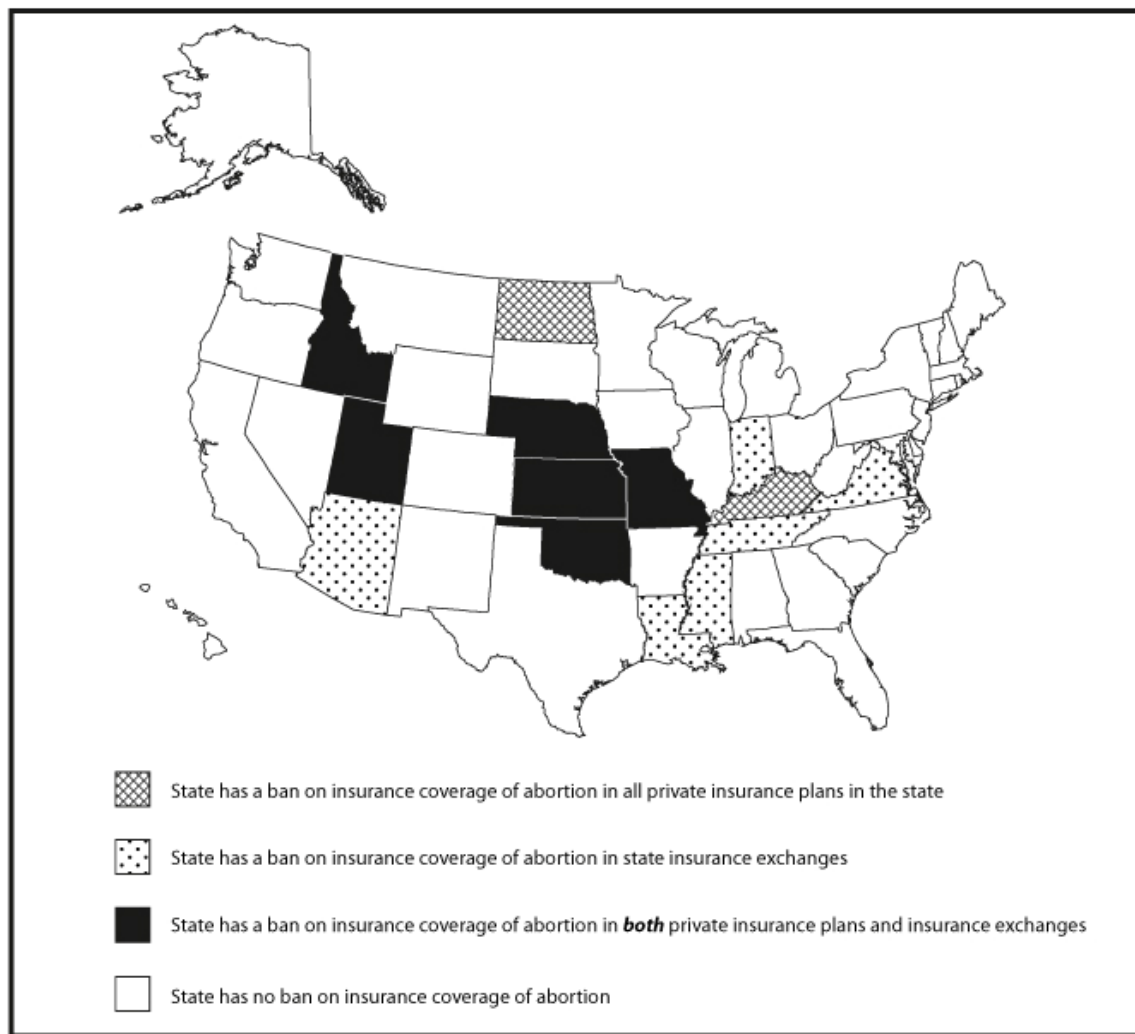 State has a ban on insurance coverage of abortion in all private insurance plans in the state
State has a ban on insurance coverage of abortion in state insurance exchanges
State has a ban on insurance coverage of abortion in both private insurance plans and insurance exchanges
State has no ban on insurance coverage of abortion